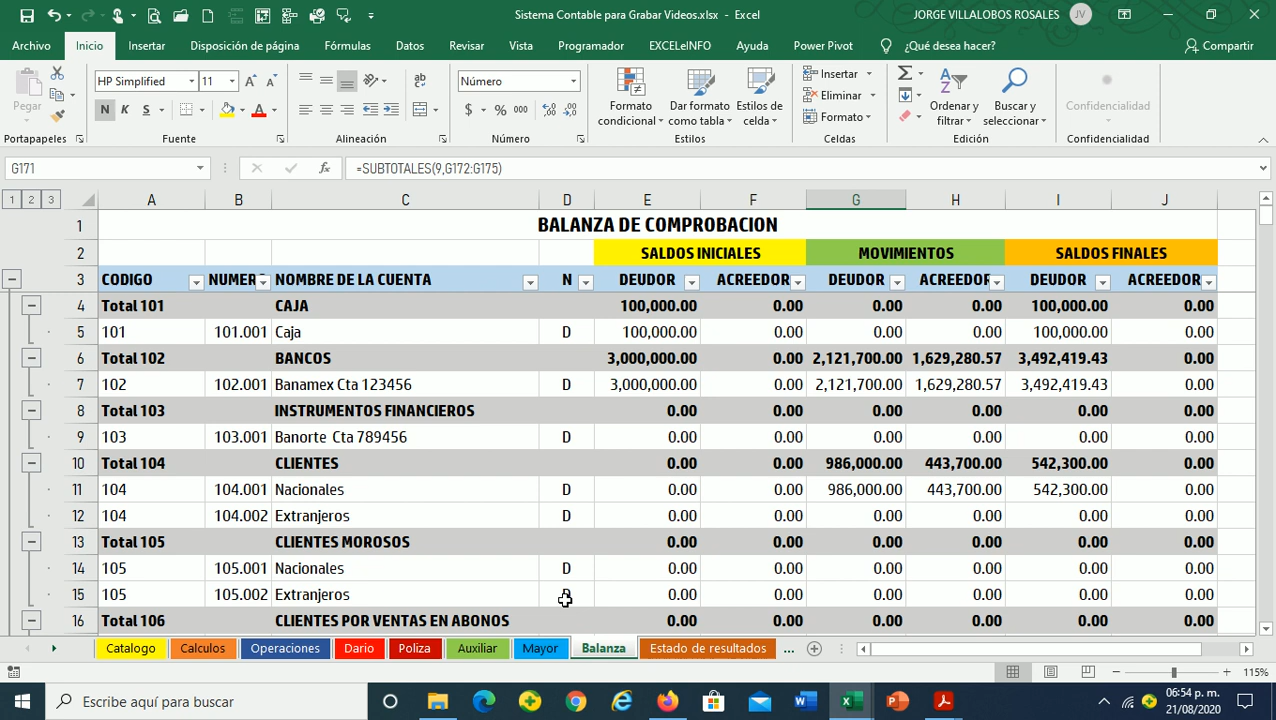 Sistema Contable para Grabar Videos.xlsx - Excel
JORGE VILLALOBOS ROSALES
JV
Archivo Inicio Insertar Disposición de página Fórmulas Datos Revisar Vista Programador EXCELeINFO Ayuda Power Pivot ¿Qué desea hacer? Compartir
Pegar
HP Simplified 11
N K S
ab
Número
$ % 000
Formato condicional
Dar formato como tabla
Estilos de celda
Insertar
Eliminar
Formato
Ordenar y filtrar
Buscar y seleccionar
Confidencialidad
Portapapeles Fuente Alineación Número Estilos Celdas Edición Confidencialidad
G171 fx =SUBTOTALES(9,G172:G175)
1 2 3 A B C D E F G H I J
1 BALANZA DE COMPROBACION
2 SALDOS INICIALES MOVIMIENTOS SALDOS FINALES
3 CODIGO NUMERO NOMBRE DE LA CUENTA N DEUDOR ACREEDOR DEUDOR ACREEDOR DEUDOR ACREEDOR
4 Total 101 CAJA 100,000.00 0.00 0.00 0.00 100,000.00 0.00
5 101 101.001 Caja D 100,000.00 0.00 0.00 0.00 100,000.00 0.00
6 Total 102 BANCOS 3,000,000.00 0.00 2,121,700.00 1,629,280.57 3,492,419.43 0.00
7 102 102.001 Banamex Cta 123456 D 3,000,000.00 0.00 2,121,700.00 1,629,280.57 3,492,419.43 0.00
8 Total 103 INSTRUMENTOS FINANCIEROS 0.00 0.00 0.00 0.00 0.00 0.00
9 103 103.001 Banorte Cta 789456 D 0.00 0.00 0.00 0.00 0.00 0.00
10 Total 104 CLIENTES 0.00 0.00 986,000.00 443,700.00 542,300.00 0.00
11 104 104.001 Nacionales D 0.00 0.00 986,000.00 443,700.00 542,300.00 0.00
12 104 104.002 Extranjeros D 0.00 0.00 0.00 0.00 0.00 0.00
13 Total 105 CLIENTES MOROSOS 0.00 0.00 0.00 0.00 0.00 0.00
14 105 105.001 Nacionales D 0.00 0.00 0.00 0.00 0.00 0.00
15 105 105.002 Extranjeros 0.00 0.00 0.00 0.00 0.00 0.00
16 Total 106 CLIENTES POR VENTAS EN ABONOS 0.00 0.00 0.00 0.00 0.00 0.00
Catalogo Calculos Operaciones Dario Poliza Auxiliar Mayor Balanza Estado de resultados ...
115%
Escribe aquí para buscar
06:54 p. m.
21/08/2020